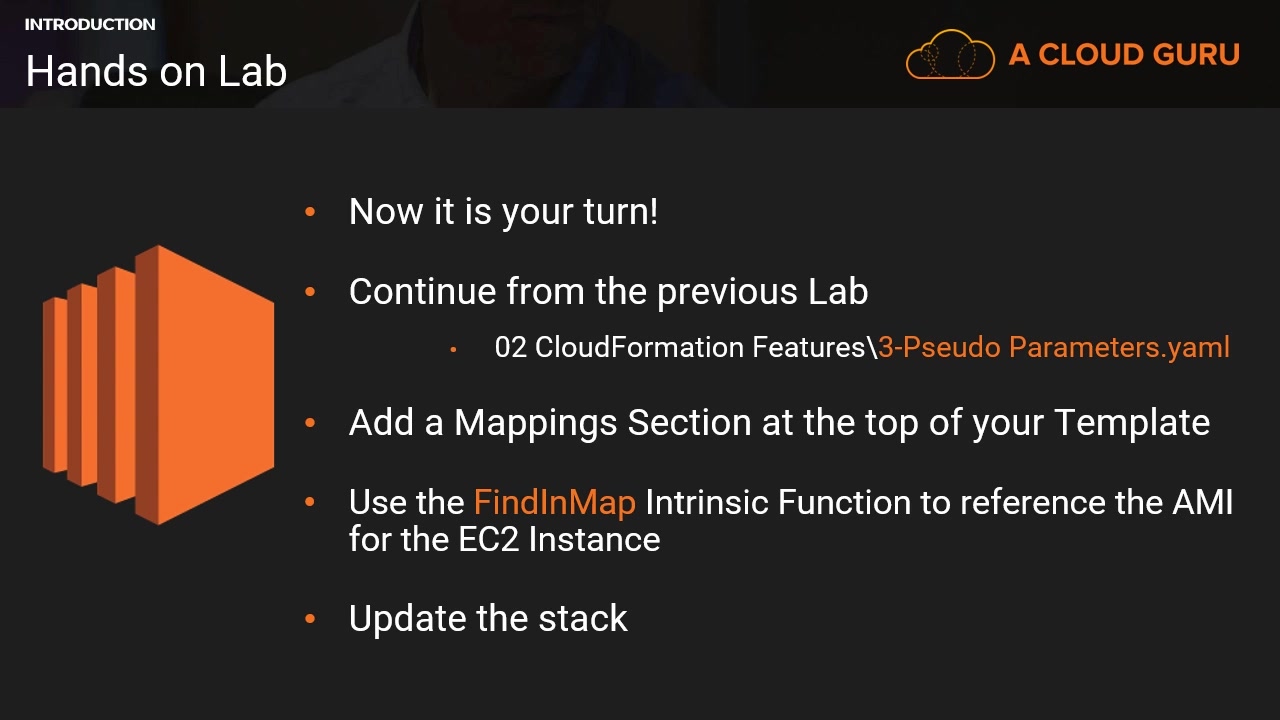 INTRODUCTION
Hands on Lab
A CLOUD GURU
• Now it is your turn!
• Continue from the previous Lab
• 02 CloudFormation Features\3-Pseudo Parameters.yaml
• Add a Mappings Section at the top of your Template
• Use the FindInMap Intrinsic Function to reference the AMI
for the EC2 Instance
• Update the stack